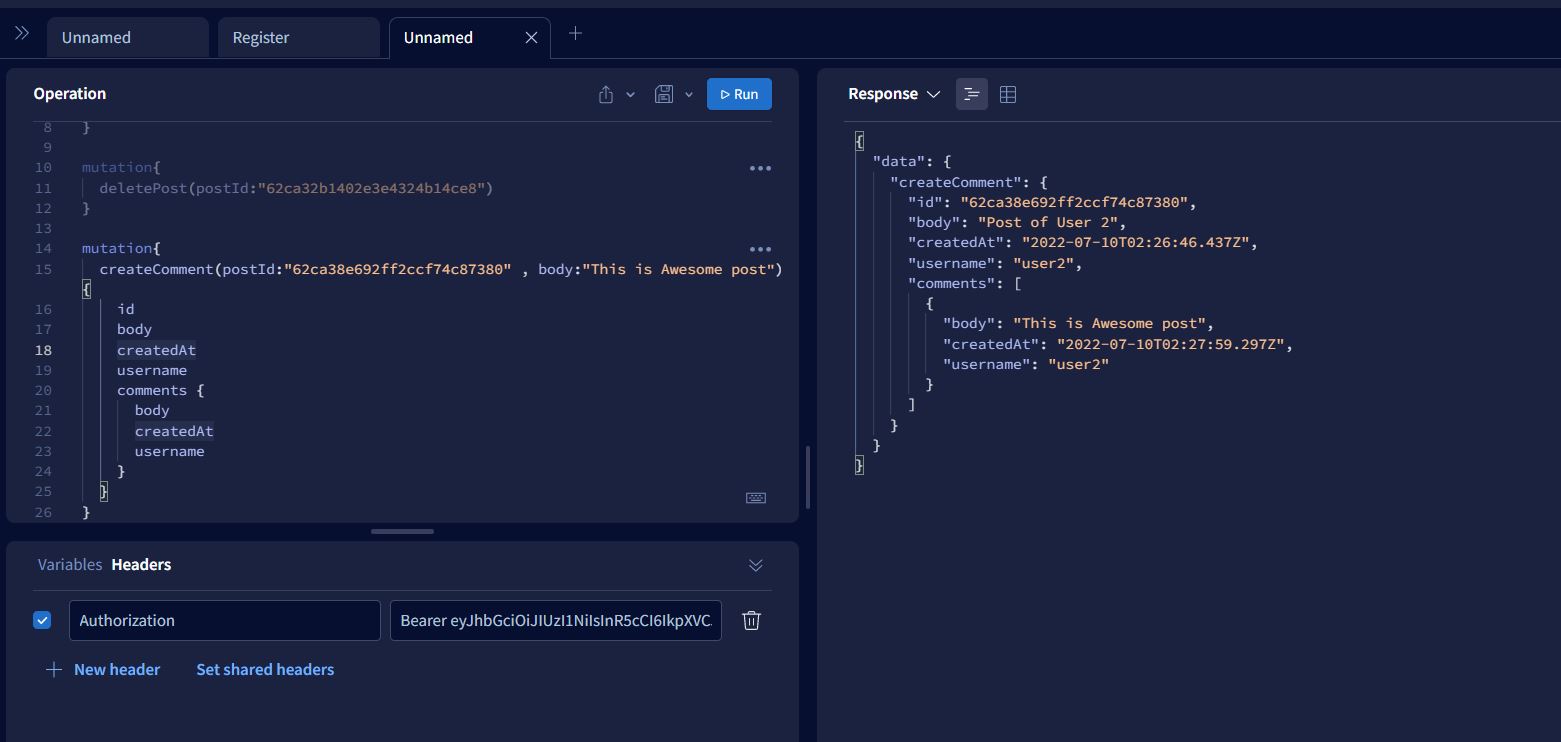 Unnamed
Register
Unnamed
Operation
Run
8 }
9
10 mutation{
11 deletePost(postId:"62ca32b1402e3e4324b14ce8")
12 }
13
14 mutation{
15 createComment(postId:"62ca38e692ff2ccf74c87380" , body:"This is Awesome post")
{
16 id
17 body
18 createdAt
19 username
20 comments {
21 body
22 createdAt
23 username
24 }
25 }
26 }
Variables Headers
Authorization
Bearer eyJhbGciOiJIUzI1NiIsInR5cCI6IkpXVC.
New header
Set shared headers
Response
{
"data": {
"createComment": {
"id": "62ca38e692ff2ccf74c87380",
"body": "Post of User 2",
"createdAt": "2022-07-10T02:26:46.437Z",
"username": "user2",
"comments": [
{
"body": "This is Awesome post",
"createdAt": "2022-07-10T02:27:59.297Z",
"username": "user2"
}
]
}
}
}